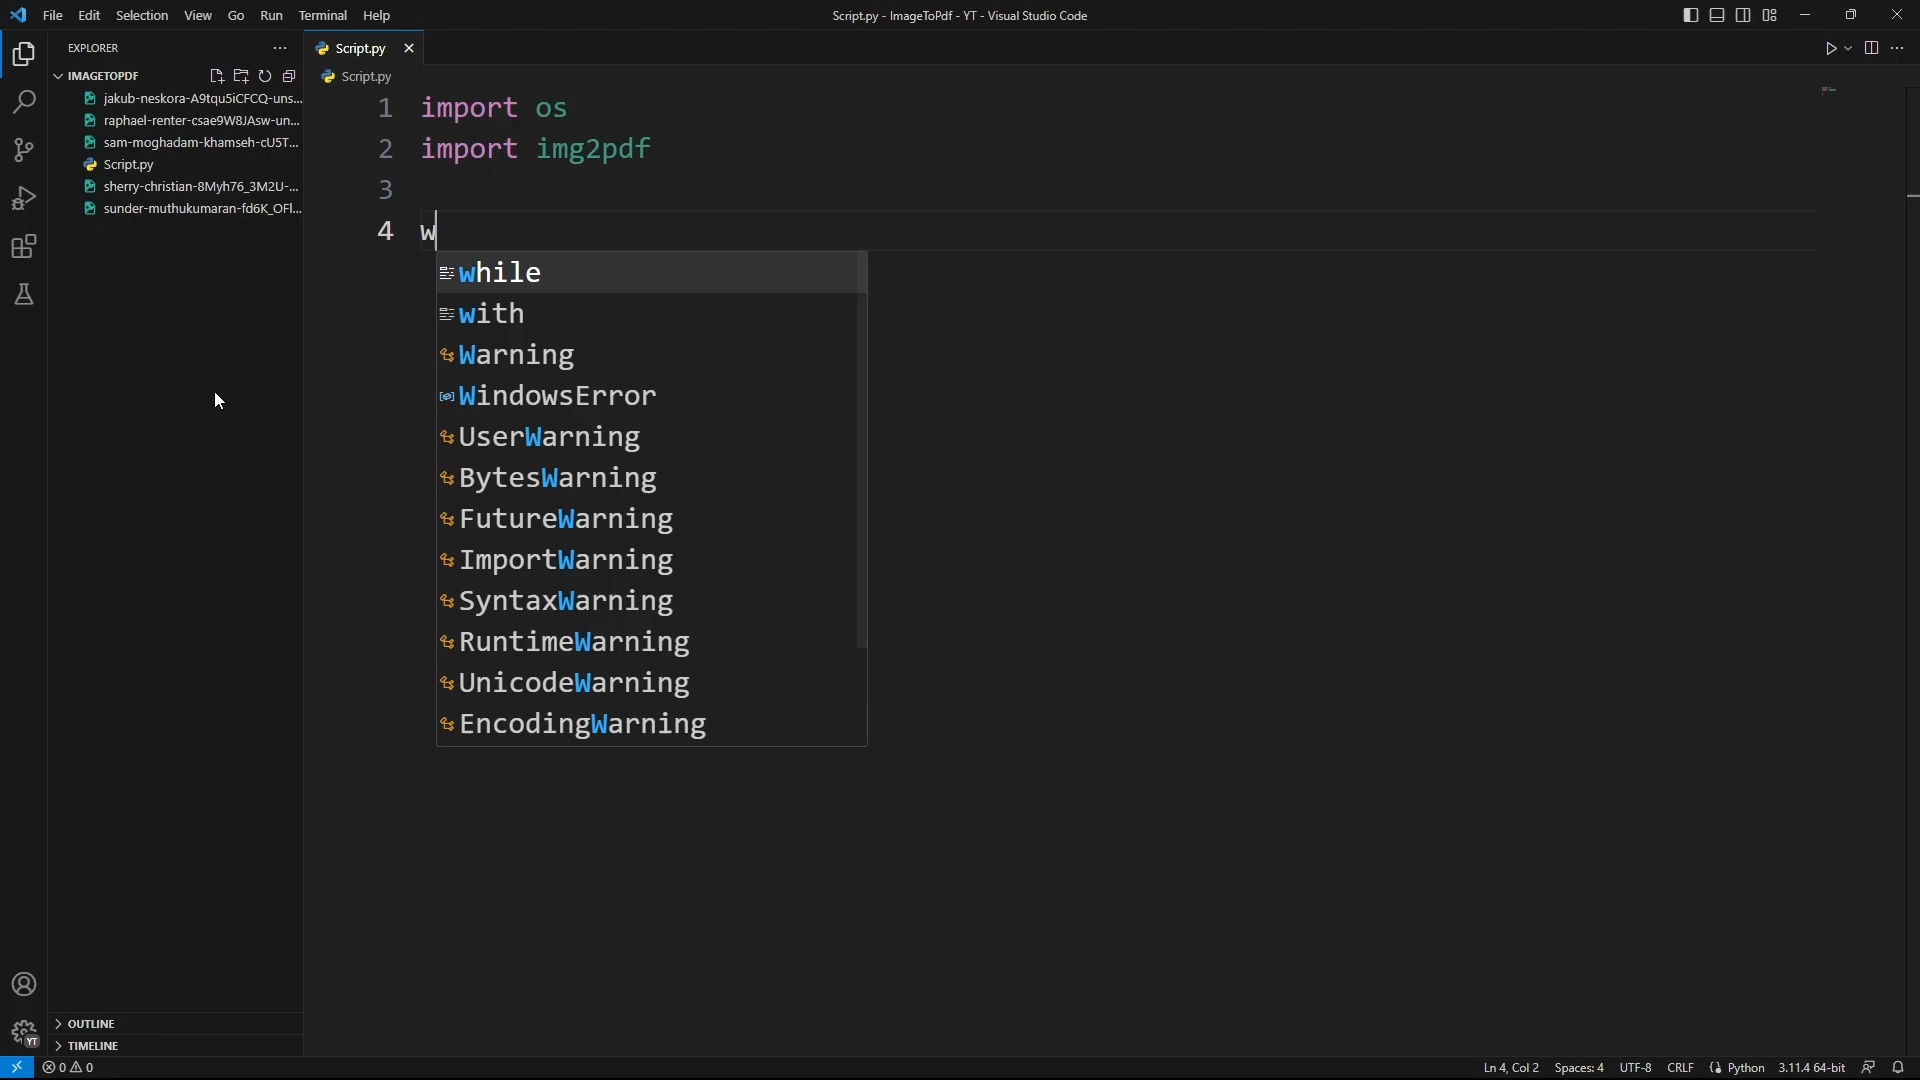 File Edit Selection View Go Run Terminal Help
Script.py - ImageToPdf - YT - Visual Studio Code
EXPLORER
Script.py
IMAGETOPDF
Script.py
jakub-neskora-A9tqu5iCFCQ-uns...
raphael-renter-csae9W8JAsw-un...
sam-moghadam-khamseh-cU5T...
Script.py
sherry-christian-8Myh76_3M2U-...
sunder-muthukumaran-fd6K_OFl...
1 import os
2 import img2pdf
3
4 w
while
with
Warning
WindowsError
UserWarning
BytesWarning
FutureWarning
ImportWarning
SyntaxWarning
RuntimeWarning
UnicodeWarning
EncodingWarning
OUTLINE
TIMELINE
YT
0 0
Ln 4, Col 2 Spaces: 4 UTF-8 CRLF Python 3.11.4 64-bit